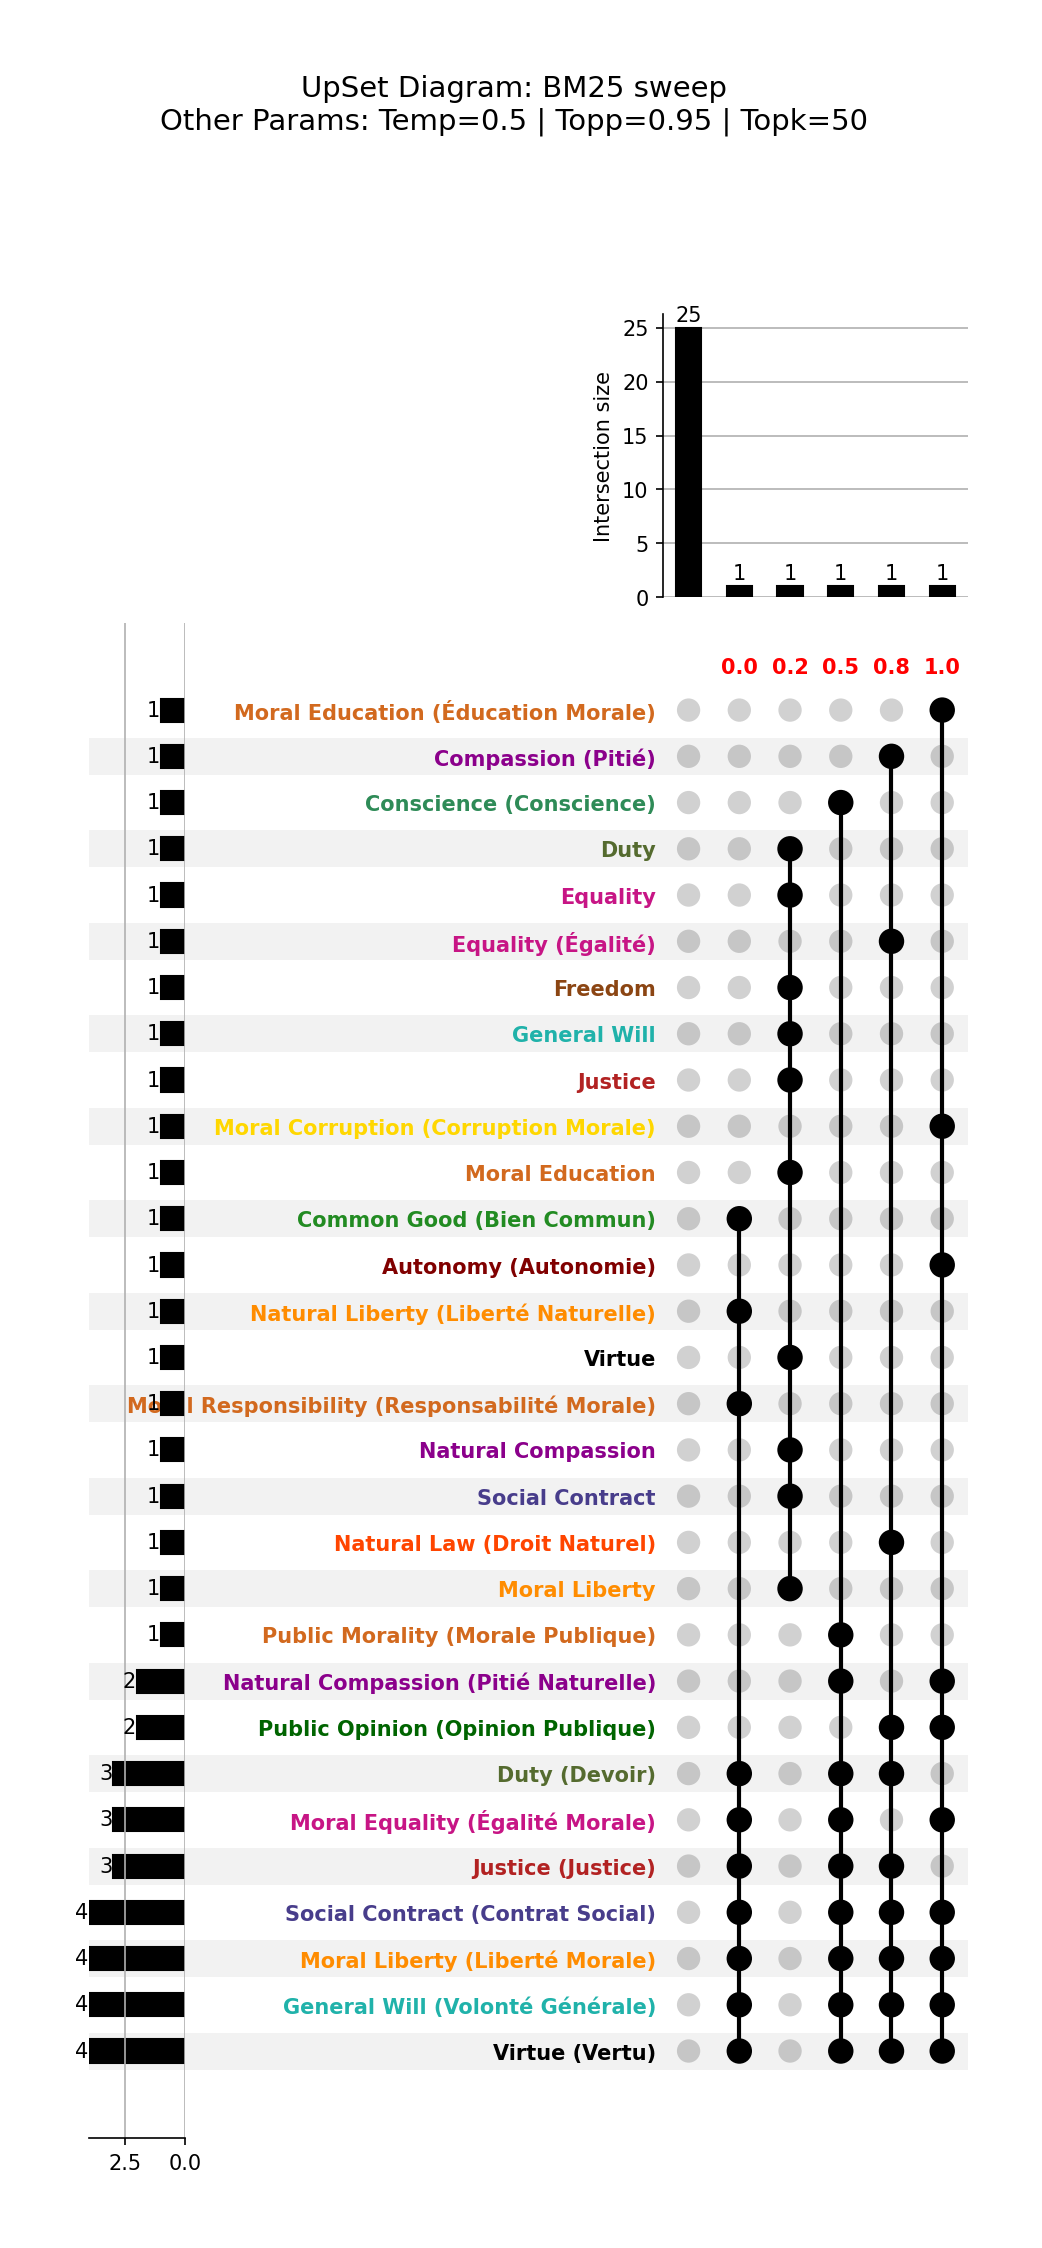 UpSet Diagram: BM25 sweep
Other Params: Temp=0.5 | Topp=0.95 | Topk=50
25
25
20
15
10
5
0
Intersection size
1 1 1 1 1
0.0 0.2 0.5 0.8 1.0
1 Moral Education (Éducation Morale)
1 Compassion (Pitié)
1 Conscience (Conscience)
1 Duty
1 Equality
1 Equality (Égalité)
1 Freedom
1 General Will
1 Justice
1 Moral Corruption (Corruption Morale)
1 Moral Education
1 Common Good (Bien Commun)
1 Autonomy (Autonomie)
1 Natural Liberty (Liberté Naturelle)
1 Virtue
1 Moral Responsibility (Responsabilité Morale)
1 Natural Compassion
1 Social Contract
1 Natural Law (Droit Naturel)
1 Moral Liberty
1 Public Morality (Morale Publique)
2 Natural Compassion (Pitié Naturelle)
2 Public Opinion (Opinion Publique)
3 Duty (Devoir)
3 Moral Equality (Égalité Morale)
3 Justice (Justice)
4 Social Contract (Contrat Social)
4 Moral Liberty (Liberté Morale)
4 General Will (Volonté Générale)
4 Virtue (Vertu)
2.5 0.0